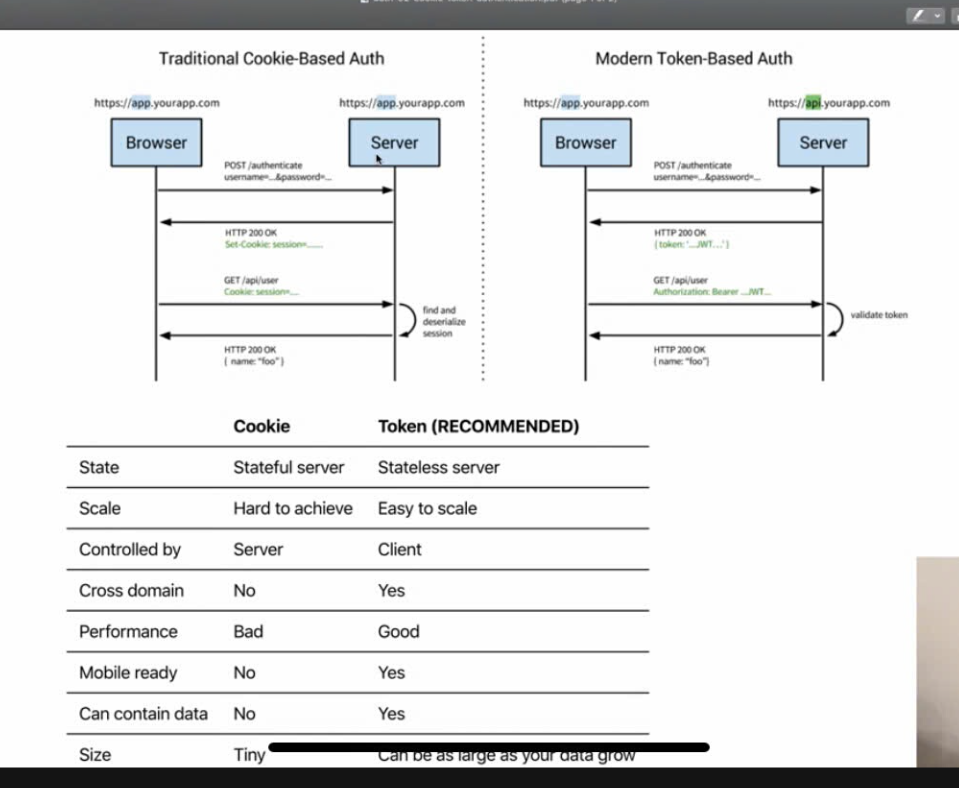 Traditional Cookie-Based Auth
https://app.yourapp.com
https://app.yourapp.com
Browser
Server
POST /authenticate
username=...&password=...
HTTP 200 OK
Set-Cookie: session=.......
GET /api/user
Cookie: session=....
find and
deserialize
session
HTTP 200 OK
{ name: "foo" }
Modern Token-Based Auth
https://app.yourapp.com
https://api.yourapp.com
Browser
Server
POST /authenticate
username=...&password=...
HTTP 200 OK
{ token: '...JWT...' }
GET /api/user
Authorization: Bearer ...JWT...
validate token
HTTP 200 OK
{ name: "foo"}
Cookie Token (RECOMMENDED)
State Stateful server Stateless server
Scale Hard to achieve Easy to scale
Controlled by Server Client
Cross domain No Yes
Performance Bad Good
Mobile ready No Yes
Can contain data No Yes
Size Tiny Can be as large as your data grow